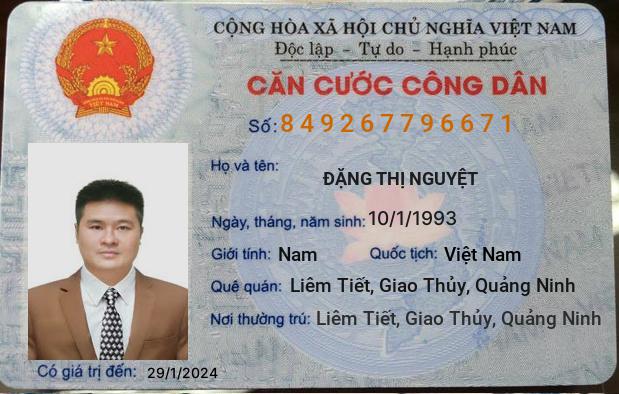 CỘNG HÒA XÃ HỘI CHỦ NGHĨA VIỆT NAM
Độc lập - Tự do - Hạnh phúc
CĂN CƯỚC CÔNG DÂN
Số: 849267796671
Họ và tên:
ĐẶNG THỊ NGUYỆT
Ngày, tháng, năm sinh: 10/1/1993
Giới tính: Nam Quốc tịch: Việt Nam
Quê quán: Liêm Tiết, Giao Thủy, Quảng Ninh
Nơi thường trú: Liêm Tiết, Giao Thủy, Quảng Ninh
Có giá trị đến: 29/1/2024
VIỆT NAM